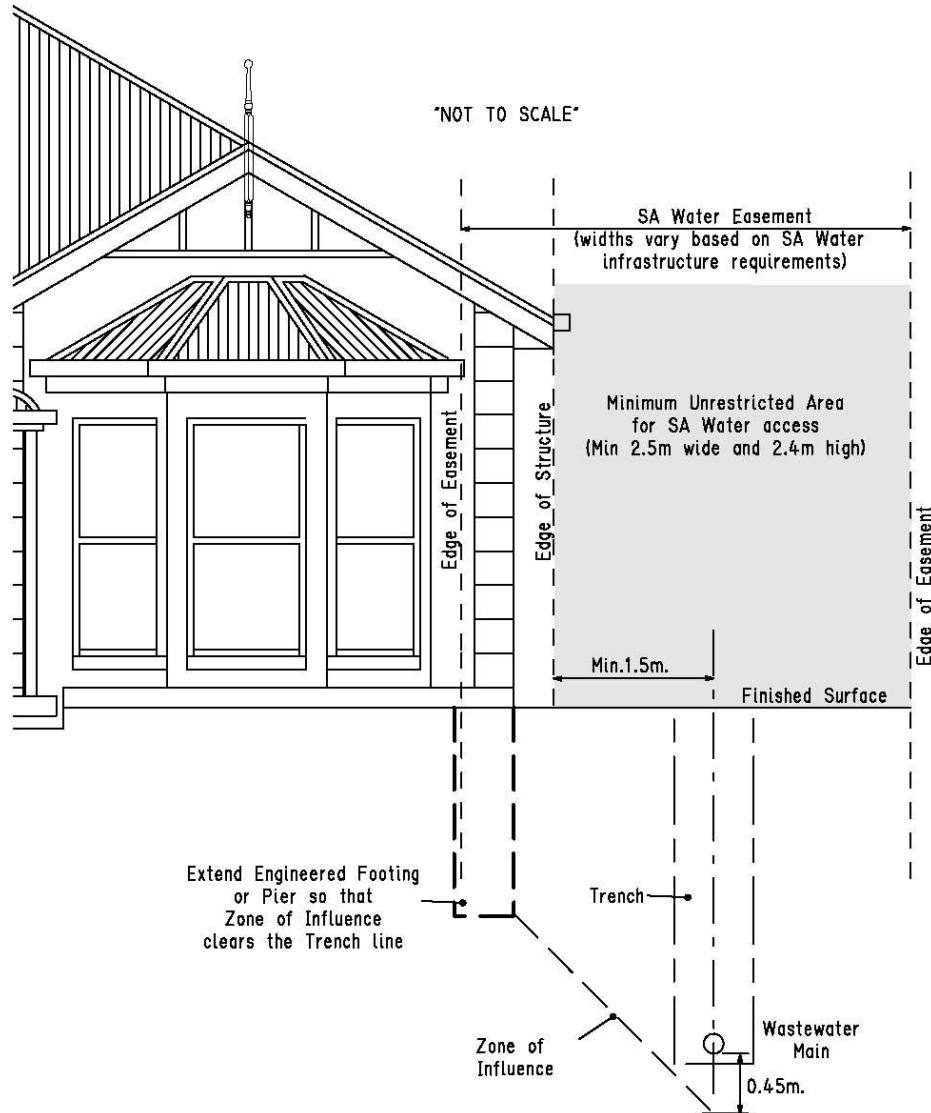 "NOT TO SCALE"
SA Water Easement
(widths vary based on SA Water
infrastructure requirements)
Minimum Unrestricted Area
for SA Water access
(Min 2.5m wide and 2.4m high)
Edge of Easement
Edge of Structure
Edge of Easement
Min.1.5m.
Finished Surface
Extend Engineered Footing
or Pier so that
Zone of Influence
clears the Trench line
Trench
Zone of
Influence
Wastewater
Main
0.45m.